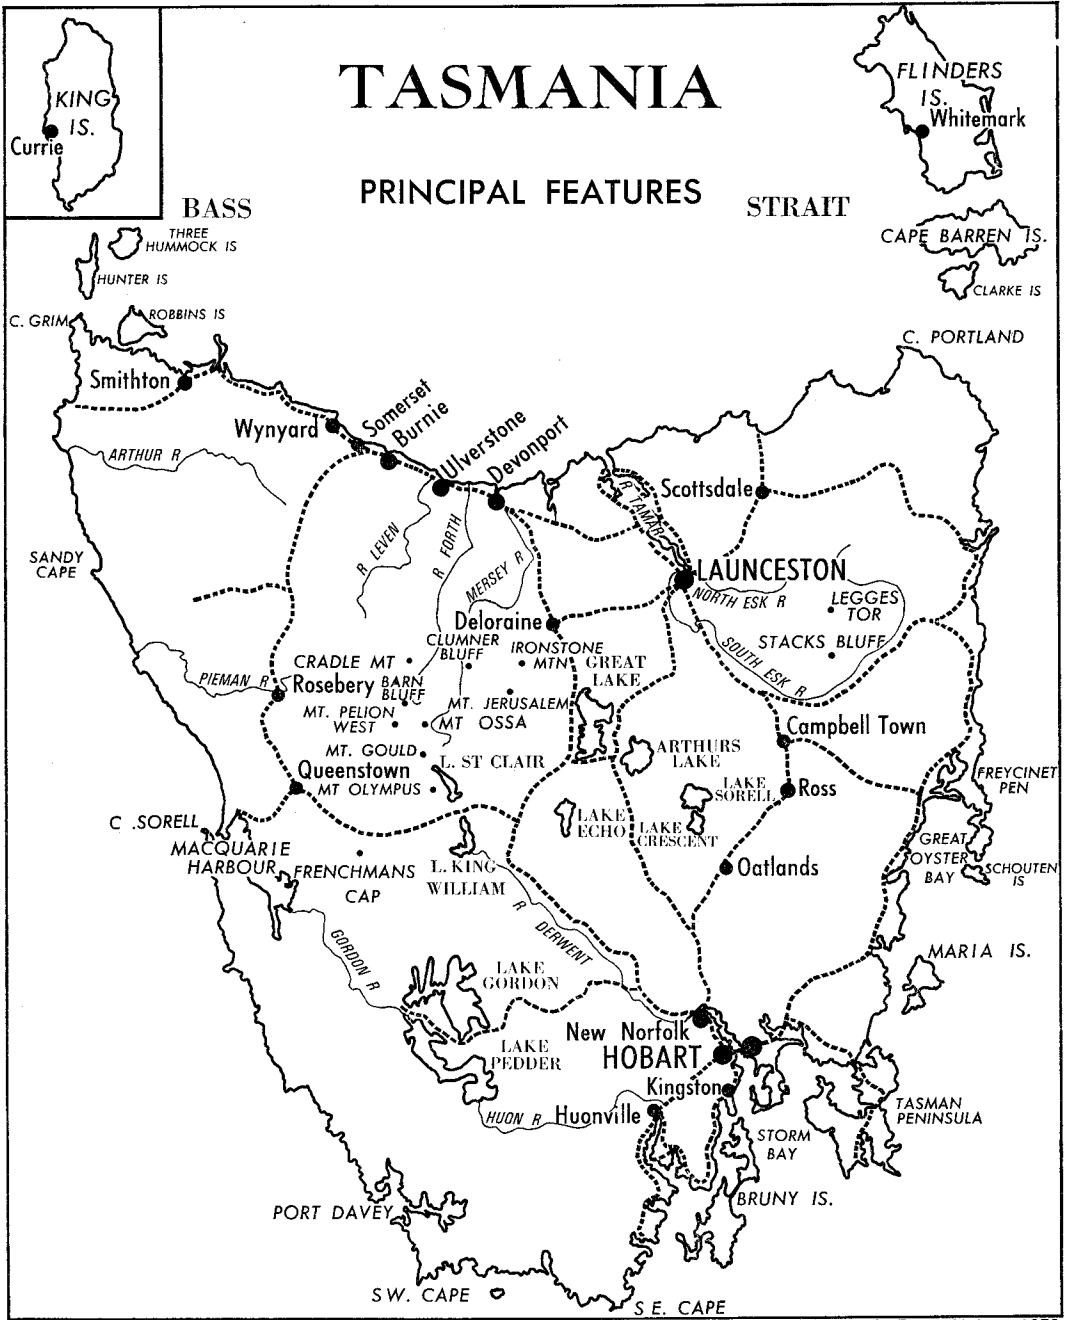 TASMANIA
PRINCIPAL FEATURES
KING
IS.
Currie
FLINDERS
IS.
Whitemark
BASS
STRAIT
THREE
HUMMOCK IS
HUNTER IS
CAPE BARREN IS.
CLARKE IS
C. GRIM
ROBBINS IS
C. PORTLAND
Smithton
Wynyard
Somerset
Burnie
Ulverstone
Devonport
ARTHUR R
Scottsdale
R TAMAR
R LEVEN
R FORTH
MERSEY R
SANDY
CAPE
LAUNCESTON
NORTH ESK R
LEGGES
TOR
STACKS BLUFF
SOUTH ESK R
Deloraine
CLUMNER
BLUFF
IRONSTONE
MTN
GREAT
LAKE
CRADLE MT
PIEMAN R
Rosebery
BARN
BLUFF
MT. JERUSALEM
MT. PELION
WEST
MT OSSA
MT. GOULD
L. ST CLAIR
Campbell Town
ARTHURS
LAKE
Queenstown
MT OLYMPUS
LAKE
SORELL
Ross
FREYCINET
PEN
C .SORELL
MACQUARIE
HARBOUR
LAKE
ECHO
LAKE
CRESCENT
GREAT
OYSTER
BAY
SCHOUTEN
IS
FRENCHMANS
CAP
L. KING
WILLIAM
Oatlands
R DERWENT
GORDON R
MARIA IS.
LAKE
GORDON
LAKE
PEDDER
New Norfolk
HOBART
Kingston
HUON R
Huonville
TASMAN
PENINSULA
STORM
BAY
BRUNY IS.
PORT DAVEY
SW. CAPE
S E. CAPE